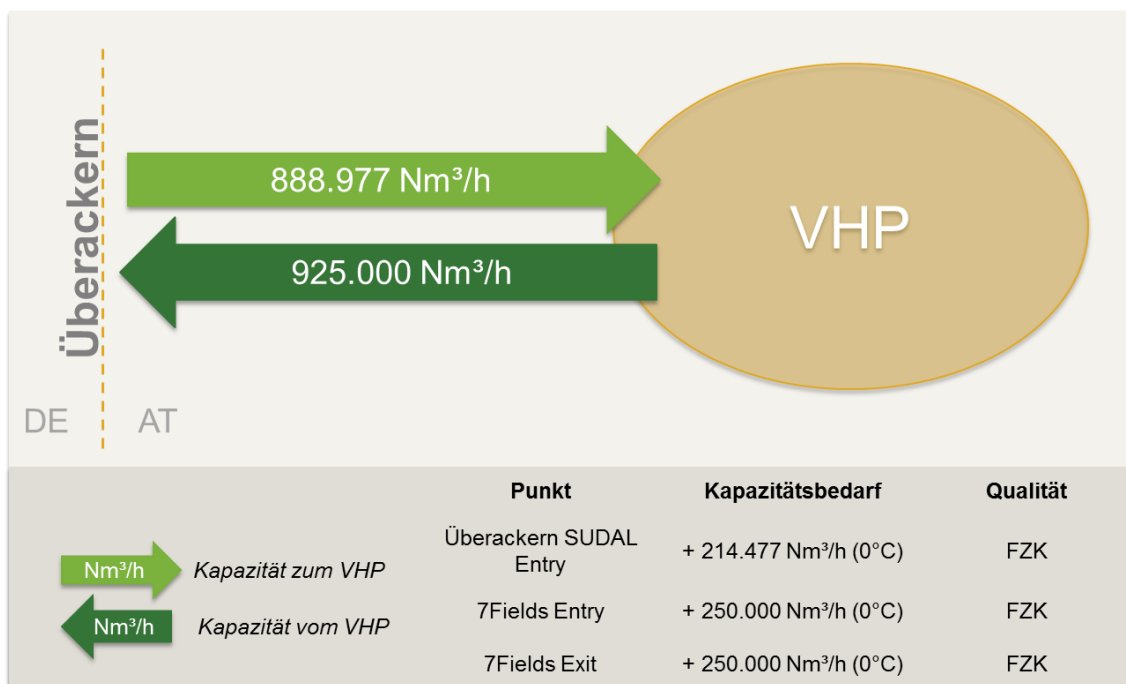 Überackern
888.977 Nm³/h
925.000 Nm³/h
VHP
DE
AT
Punkt Kapazitätsbedarf Qualität
Überackern SUDAL
Entry
+ 214.477 Nm³/h (0°C) FZK
Nm³/h Kapazität zum VHP
7Fields Entry + 250.000 Nm³/h (0°C) FZK
Nm³/h Kapazität vom VHP
7Fields Exit + 250.000 Nm³/h (0°C) FZK